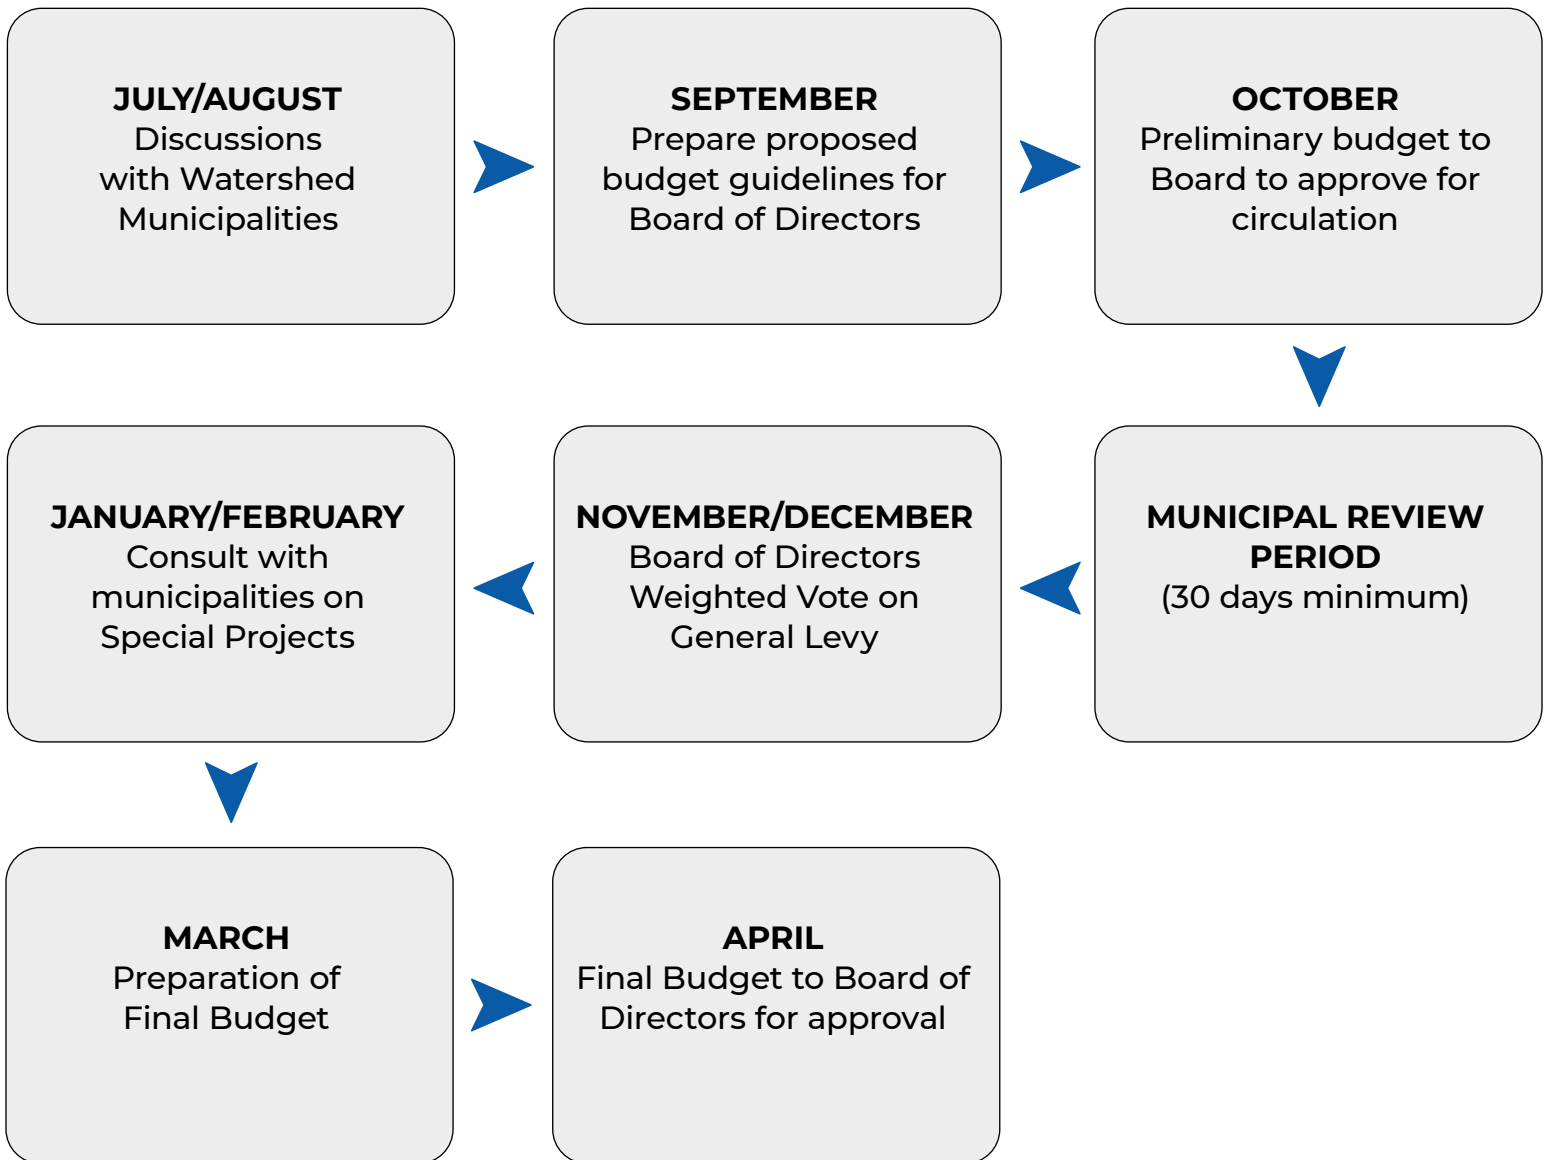 JULY/AUGUST
Discussions
with Watershed
Municipalities
SEPTEMBER
Prepare proposed
budget guidelines for
Board of Directors
OCTOBER
Preliminary budget to
Board to approve for
circulation
MUNICIPAL REVIEW
PERIOD
(30 days minimum)
NOVEMBER/DECEMBER
Board of Directors
Weighted Vote on
General Levy
JANUARY/FEBRUARY
Consult with
municipalities on
Special Projects
MARCH
Preparation of
Final Budget
APRIL
Final Budget to Board of
Directors for approval